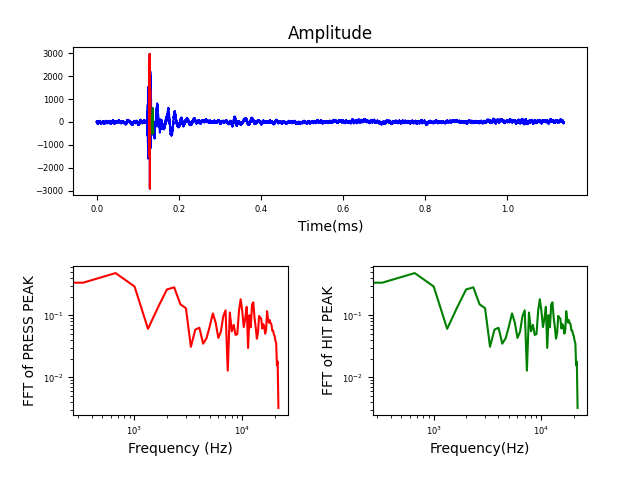 Amplitude
3000
2000
1000
0
−1000
−2000
−3000
0.0 0.2 0.4 0.6 0.8 1.0
Time(ms)
FFT of PRESS PEAK
10⁻¹
10⁻²
10³ 10⁴
Frequency (Hz)
FFT of HIT PEAK
10⁻¹
10⁻²
10³ 10⁴
Frequency(Hz)